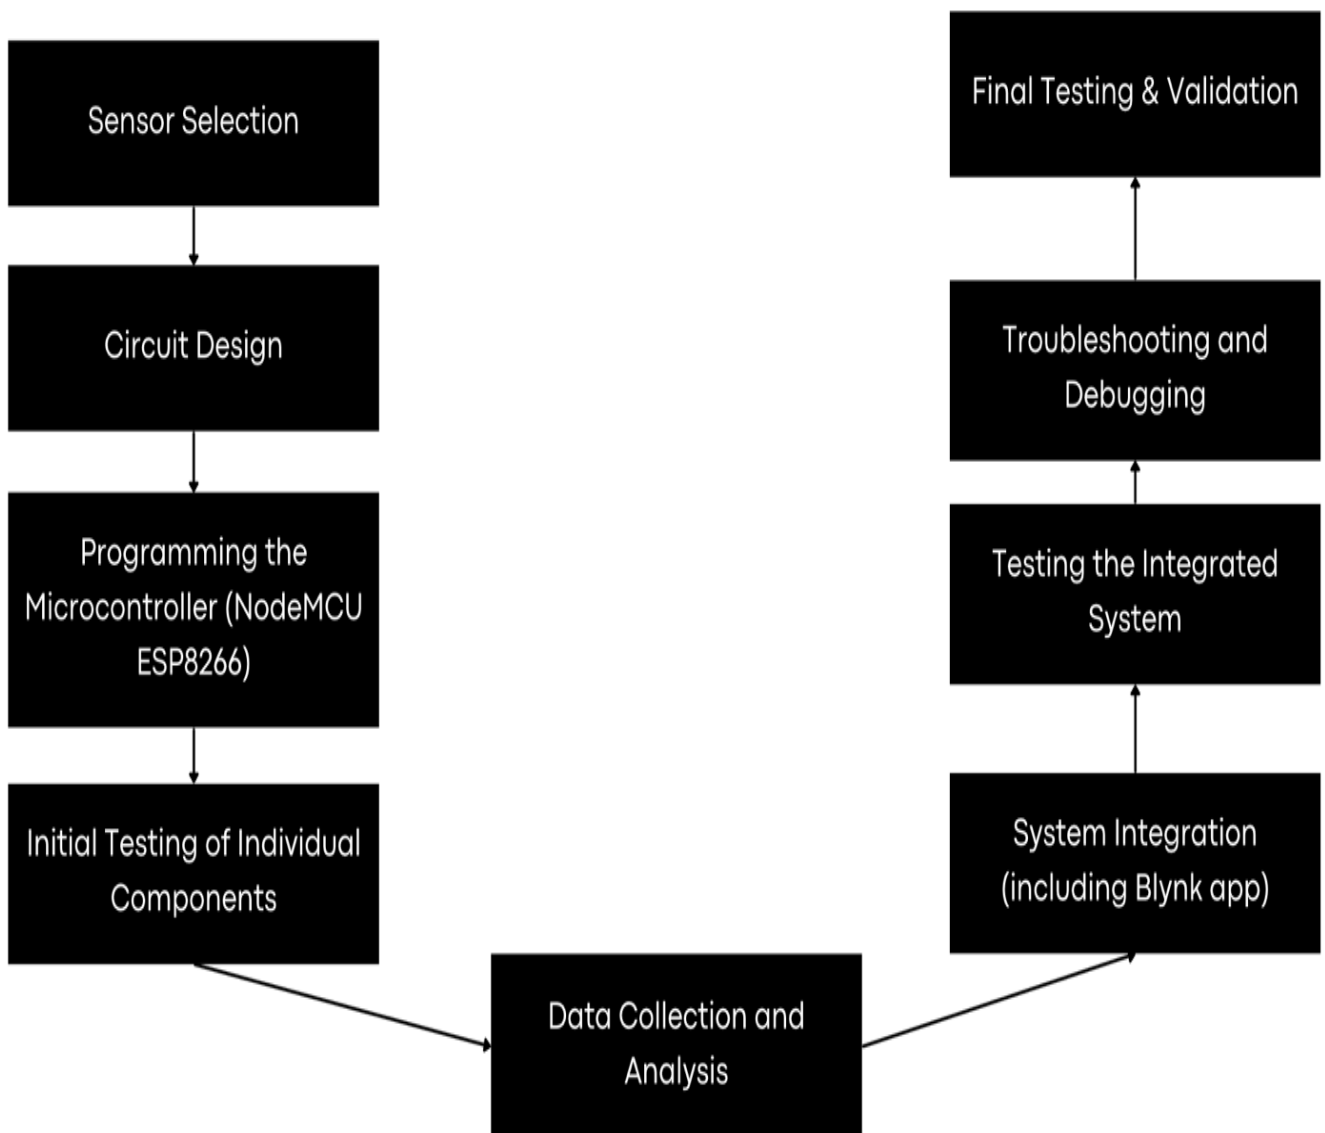 Sensor Selection
Circuit Design
Programming the
Microcontroller (NodeMCU
ESP8266)
Initial Testing of Individual
Components
Data Collection and
Analysis
System Integration
(including Blynk app)
Testing the Integrated
System
Troubleshooting and
Debugging
Final Testing & Validation